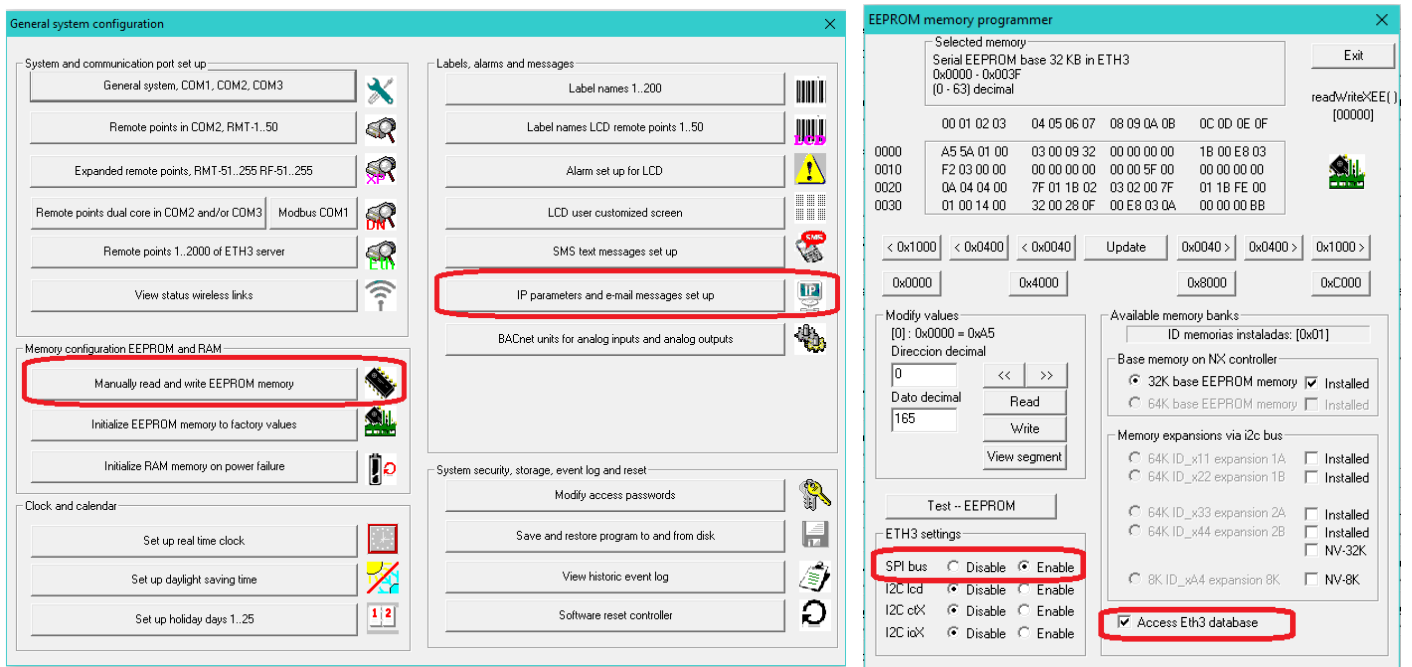 General system configuration
System and communication port set up
General system, COM1, COM2, COM3
Remote points in COM2, RMT-1..50
Expanded remote points, RMT-51..255 RF-51..255
XP
Remote points dual core in COM2 and/or COM3
Modbus COM1
DN
Remote points 1..2000 of ETH3 server
Eth
View status wireless links
Memory configuration EEPROM and RAM
Manually read and write EEPROM memory
Initialize EEPROM memory to factory values
Initialize RAM memory on power failure
Clock and calendar
Set up real time clock
Set up daylight saving time
Set up holiday days 1..25
1 2
Labels, alarms and messages
Label names 1..200
Label names LCD remote points 1..50
LCD
Alarm set up for LCD
LCD user customized screen
SMS text messages set up
SMS
IP parameters and e-mail messages set up
IP
BACnet units for analog inputs and analog outputs
System security, storage, event log and reset
Modify access passwords
Save and restore program to and from disk
View historic event log
Software reset controller
EEPROM memory programmer
Selected memory
Serial EEPROM base 32 KB in ETH3
0x0000 - 0x003F
(0 - 63) decimal
Exit
readWriteXEE( )
[00000]
00 01 02 03 04 05 06 07 08 09 0A 0B 0C 0D 0E 0F
0000 A5 5A 01 00 03 00 09 32 00 00 00 00 1B 00 E8 03
0010 F2 03 00 00 00 00 00 00 00 00 5F 00 00 00 00 00
0020 0A 04 04 00 7F 01 1B 02 03 02 00 7F 01 1B FE 00
0030 01 00 14 00 32 00 28 0F 00 E8 03 0A 00 00 00 BB
< 0x1000 < 0x0400 < 0x0040 Update 0x0040 > 0x0400 > 0x1000 >
0x0000 0x4000 0x8000 0xC000
Modify values
[0] : 0x0000 = 0xA5
Direccion decimal
0
<< >>
Dato decimal
165
Read
Write
View segment
Test -- EEPROM
ETH3 settings
SPI bus Disable Enable
I2C lcd Disable Enable
I2C ctX Disable Enable
I2C ioX Disable Enable
Available memory banks
ID memorias instaladas: [0x01]
Base memory on NX controller
32K base EEPROM memory Installed
64K base EEPROM memory Installed
Memory expansions via i2c bus
64K ID_x11 expansion 1A Installed
64K ID_x22 expansion 1B Installed
64K ID_x33 expansion 2A Installed
64K ID_x44 expansion 2B Installed
NV-32K
8K ID_xA4 expansion 8K NV-8K
Access Eth3 database